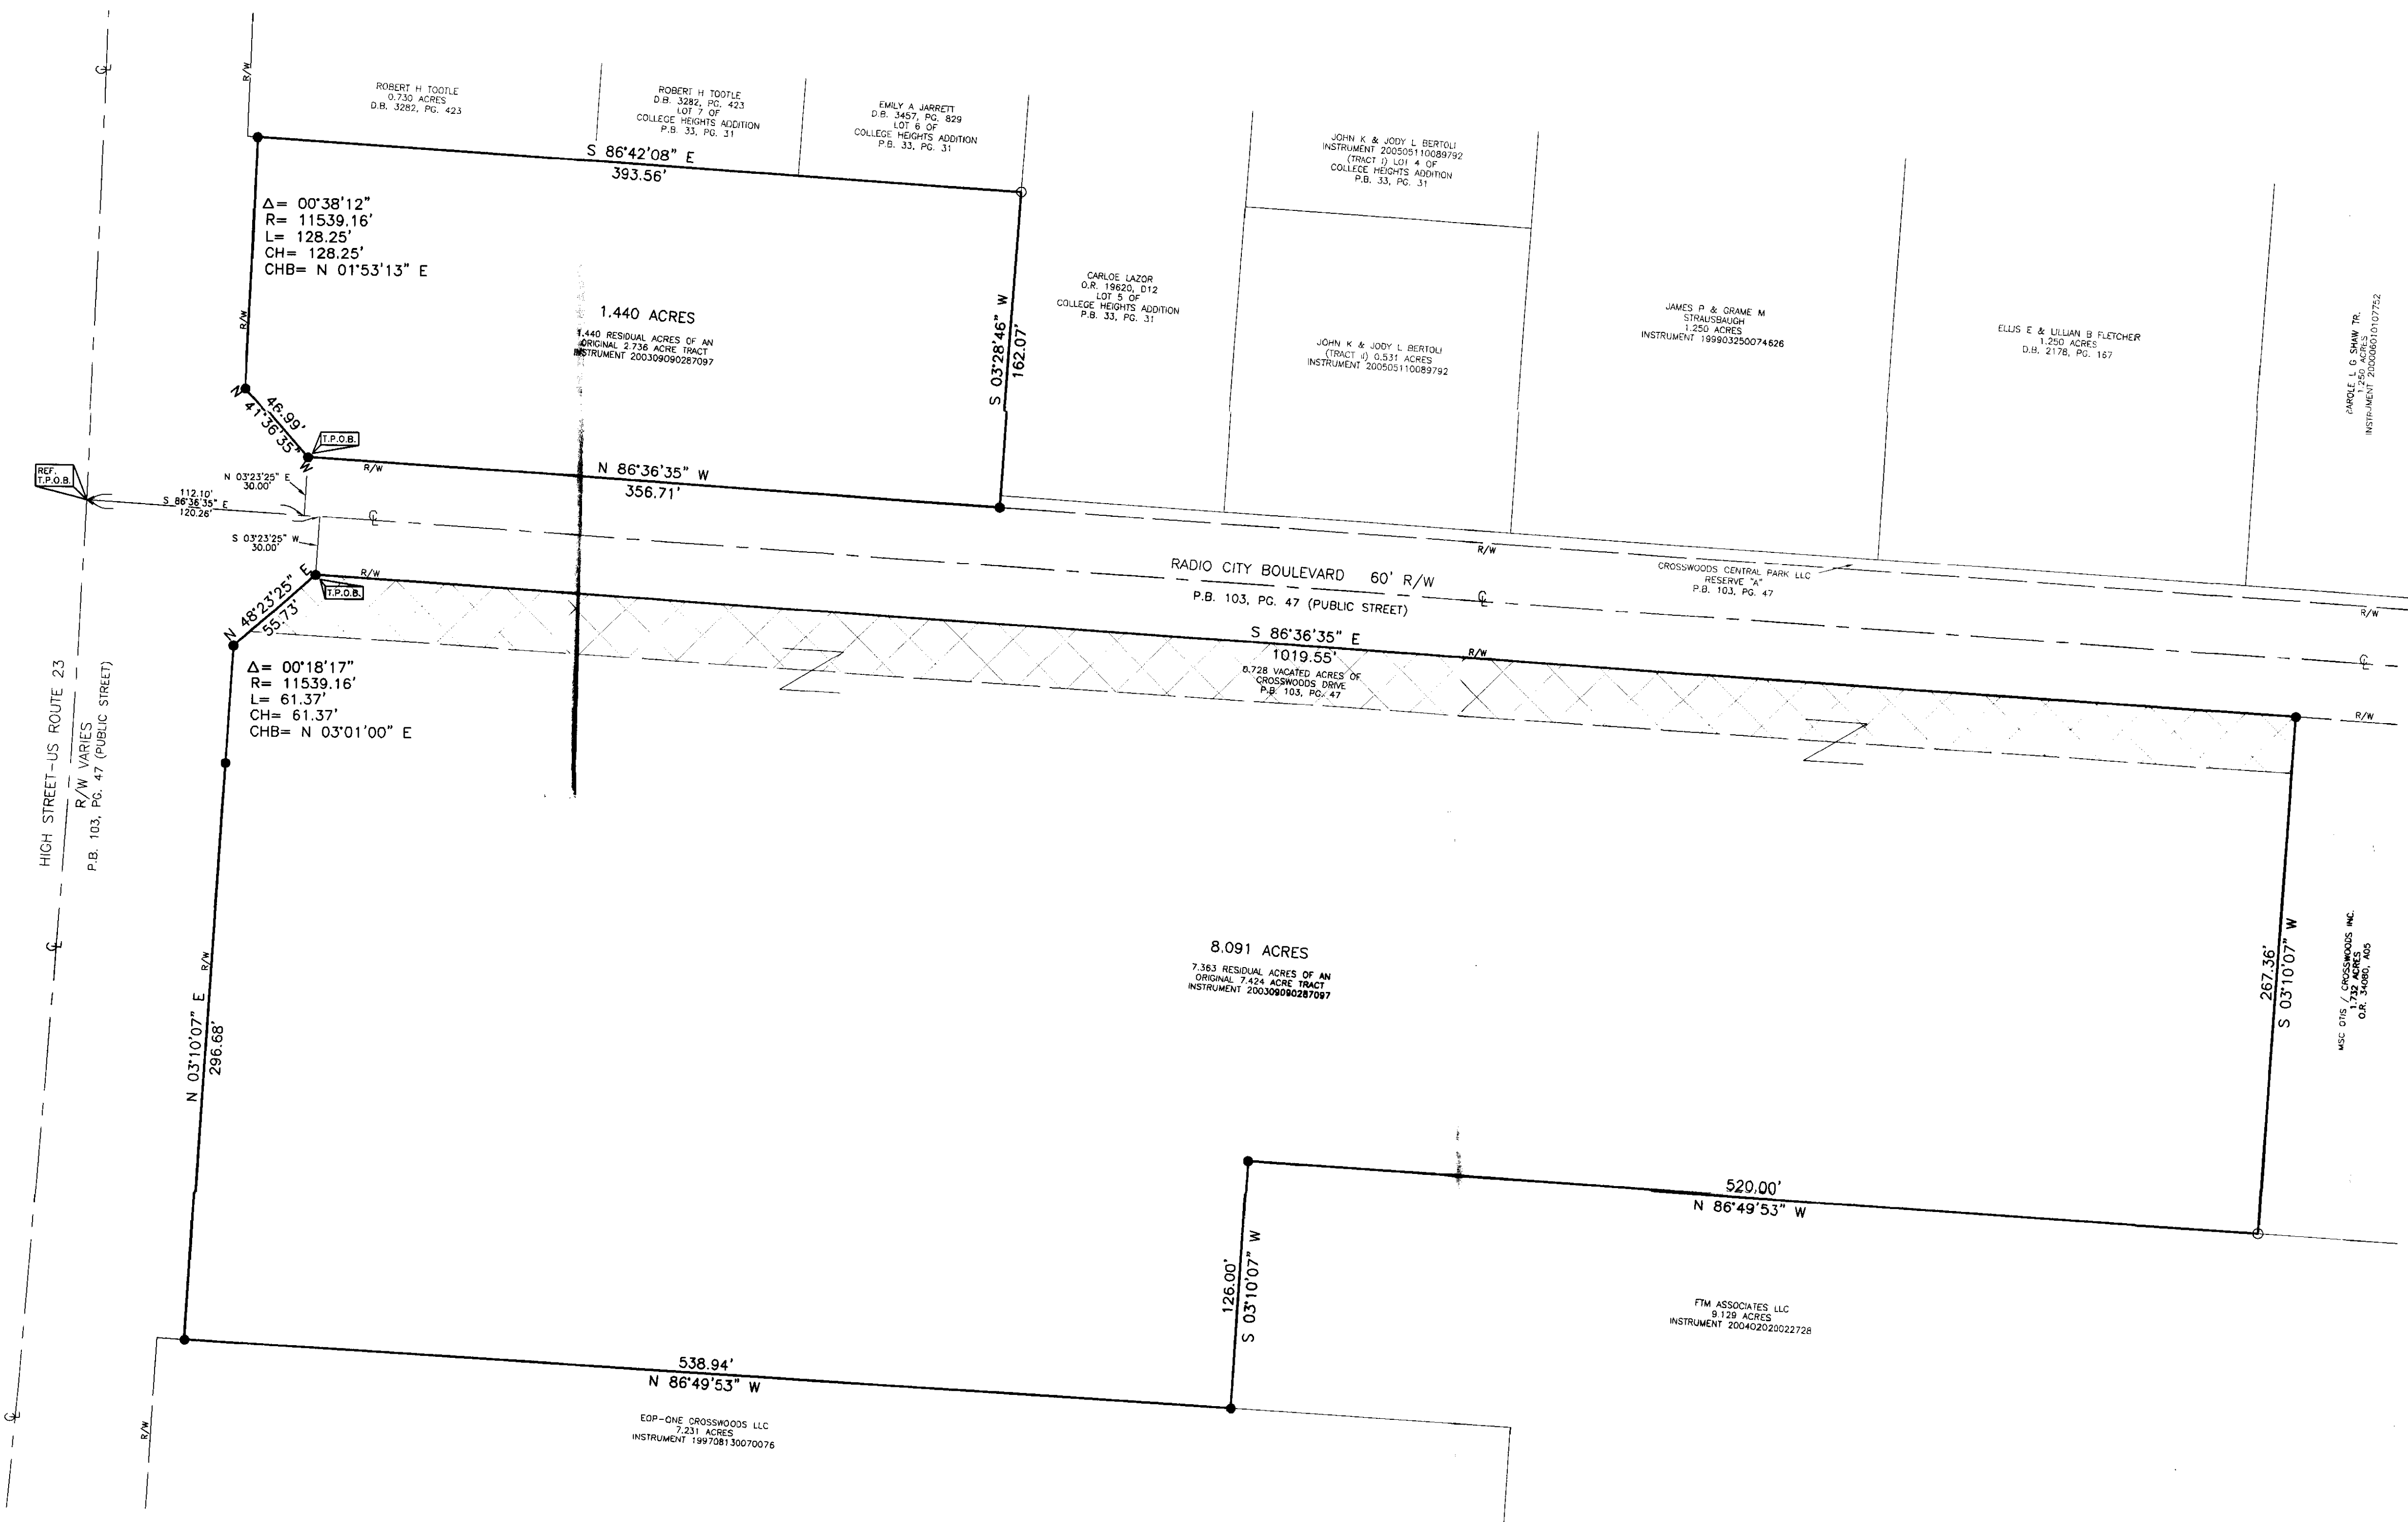 ROBERT H TOOTLE
0.730 ACRES
D.B. 3282, PG. 423
ROBERT H TOOTLE
D.B. 3282, PG. 423
LOT 7 OF
COLLEGE HEIGHTS ADDITION
P.B. 33, PG. 31
EMILY A JARRETT
D.B. 3457, PG. 829
LOT 6 OF
COLLEGE HEIGHTS ADDITION
P.B. 33, PG. 31
JOHN K & JODY L BERTOLI
INSTRUMENT 200505110089792
(TRACT I) LOT 4 OF
COLLEGE HEIGHTS ADDITION
P.B. 33, PG. 31
R/W
S 86°42'08" E
393.56'
Δ= 00°38'12"
R= 11539.16'
L= 128.25'
CH= 128.25'
CHB= N 01°53'13" E
R/W
1.440 ACRES
1.440 RESIDUAL ACRES OF AN
ORIGINAL 2.736 ACRE TRACT
INSTRUMENT 200309090287097
S 03°28'46" W
162.07'
CARLOE LAZOR
O.R. 19620, D12
LOT 5 OF
COLLEGE HEIGHTS ADDITION
P.B. 33, PG. 31
JOHN K & JODY L BERTOLI
(TRACT II) 0.531 ACRES
INSTRUMENT 200505110089792
JAMES P & GRAME M
STRAUSBAUGH
1.250 ACRES
INSTRUMENT 199903250074626
ELLIS E & LILLIAN B FLETCHER
1.250 ACRES
D.B. 2178, PG. 167
CAROLE L G SHAW TR.
1.250 ACRES
INSTRUMENT 200006010107752
46.99'
N 41°36'35" W
T.P.O.B.
R/W
N 86°36'35" W
356.71'
REF.
T.P.O.B.
N 03°23'25" E
30.00'
112.10'
S 86°36'35" E
120.26'
S 03°23'25" W
30.00'
R/W
RADIO CITY BOULEVARD 60' R/W
P.B. 103, PG. 47 (PUBLIC STREET)
R/W
CROSSWOODS CENTRAL PARK LLC
RESERVE "A"
P.B. 103, PG. 47
R/W
T.P.O.B.
N 48°23'25" E
55.73'
S 86°36'35" E
1019.55'
R/W
0.728 VACATED ACRES OF
CROSSWOODS DRIVE
P.B. 103, PG. 47
R/W
Δ= 00°18'17"
R= 11539.16'
L= 61.37'
CH= 61.37'
CHB= N 03°01'00" E
HIGH STREET-US ROUTE 23
R/W VARIES
P.B. 103, PG. 47 (PUBLIC STREET)
R/W
N 03°10'07" E
296.68'
8.091 ACRES
7.363 RESIDUAL ACRES OF AN
ORIGINAL 7.424 ACRE TRACT
INSTRUMENT 200309090287097
267.36'
S 03°10'07" W
MSC OTIS / CROSSWOODS INC.
1.732 ACRES
O.R. 34080, A05
520.00'
N 86°49'53" W
126.00'
S 03°10'07" W
FTM ASSOCIATES LLC
9.129 ACRES
INSTRUMENT 200402020022728
538.94'
N 86°49'53" W
EOP-ONE CROSSWOODS LLC
7.231 ACRES
INSTRUMENT 199708130070076
R/W